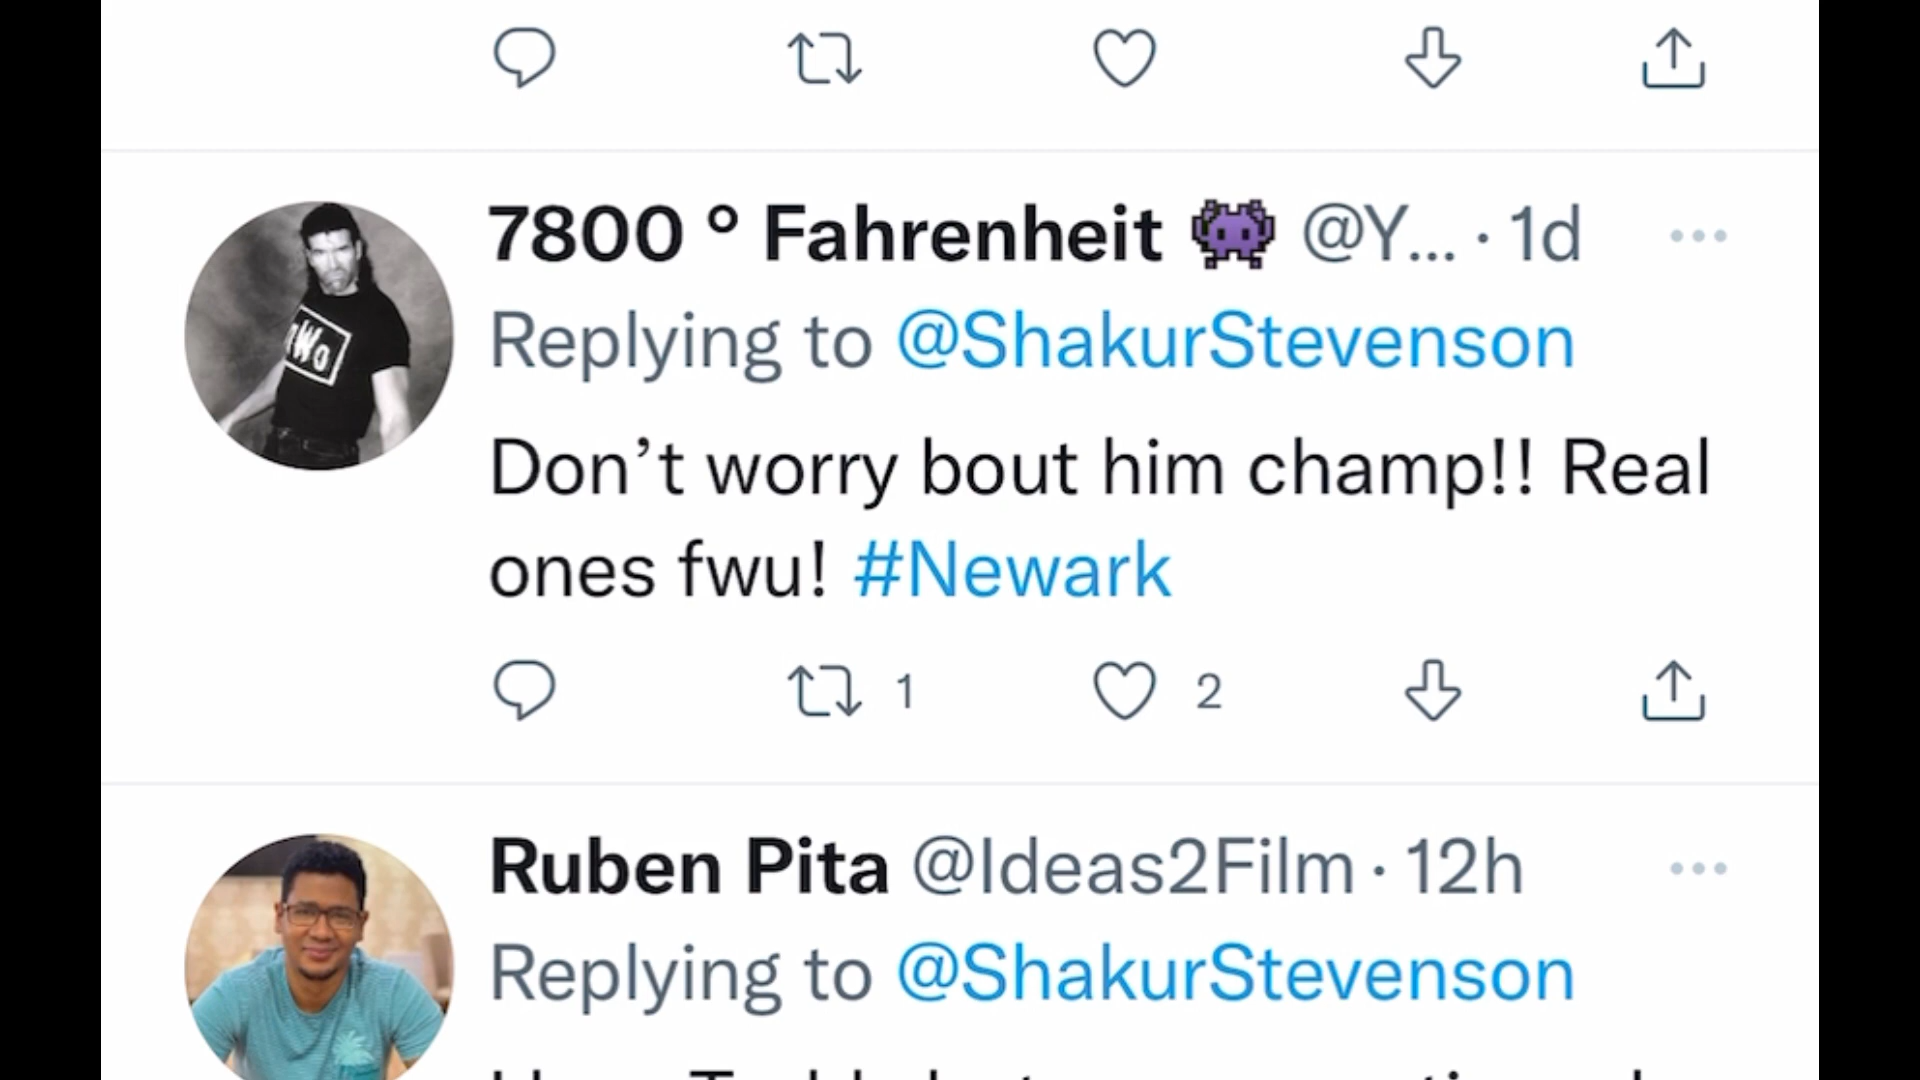 7800 ° Fahrenheit 👾 @Y... · 1d
Replying to @ShakurStevenson
nWo
Don’t worry bout him champ!! Real
ones fwu! #Newark
1 2
Ruben Pita @Ideas2Film · 12h
Replying to @ShakurStevenson